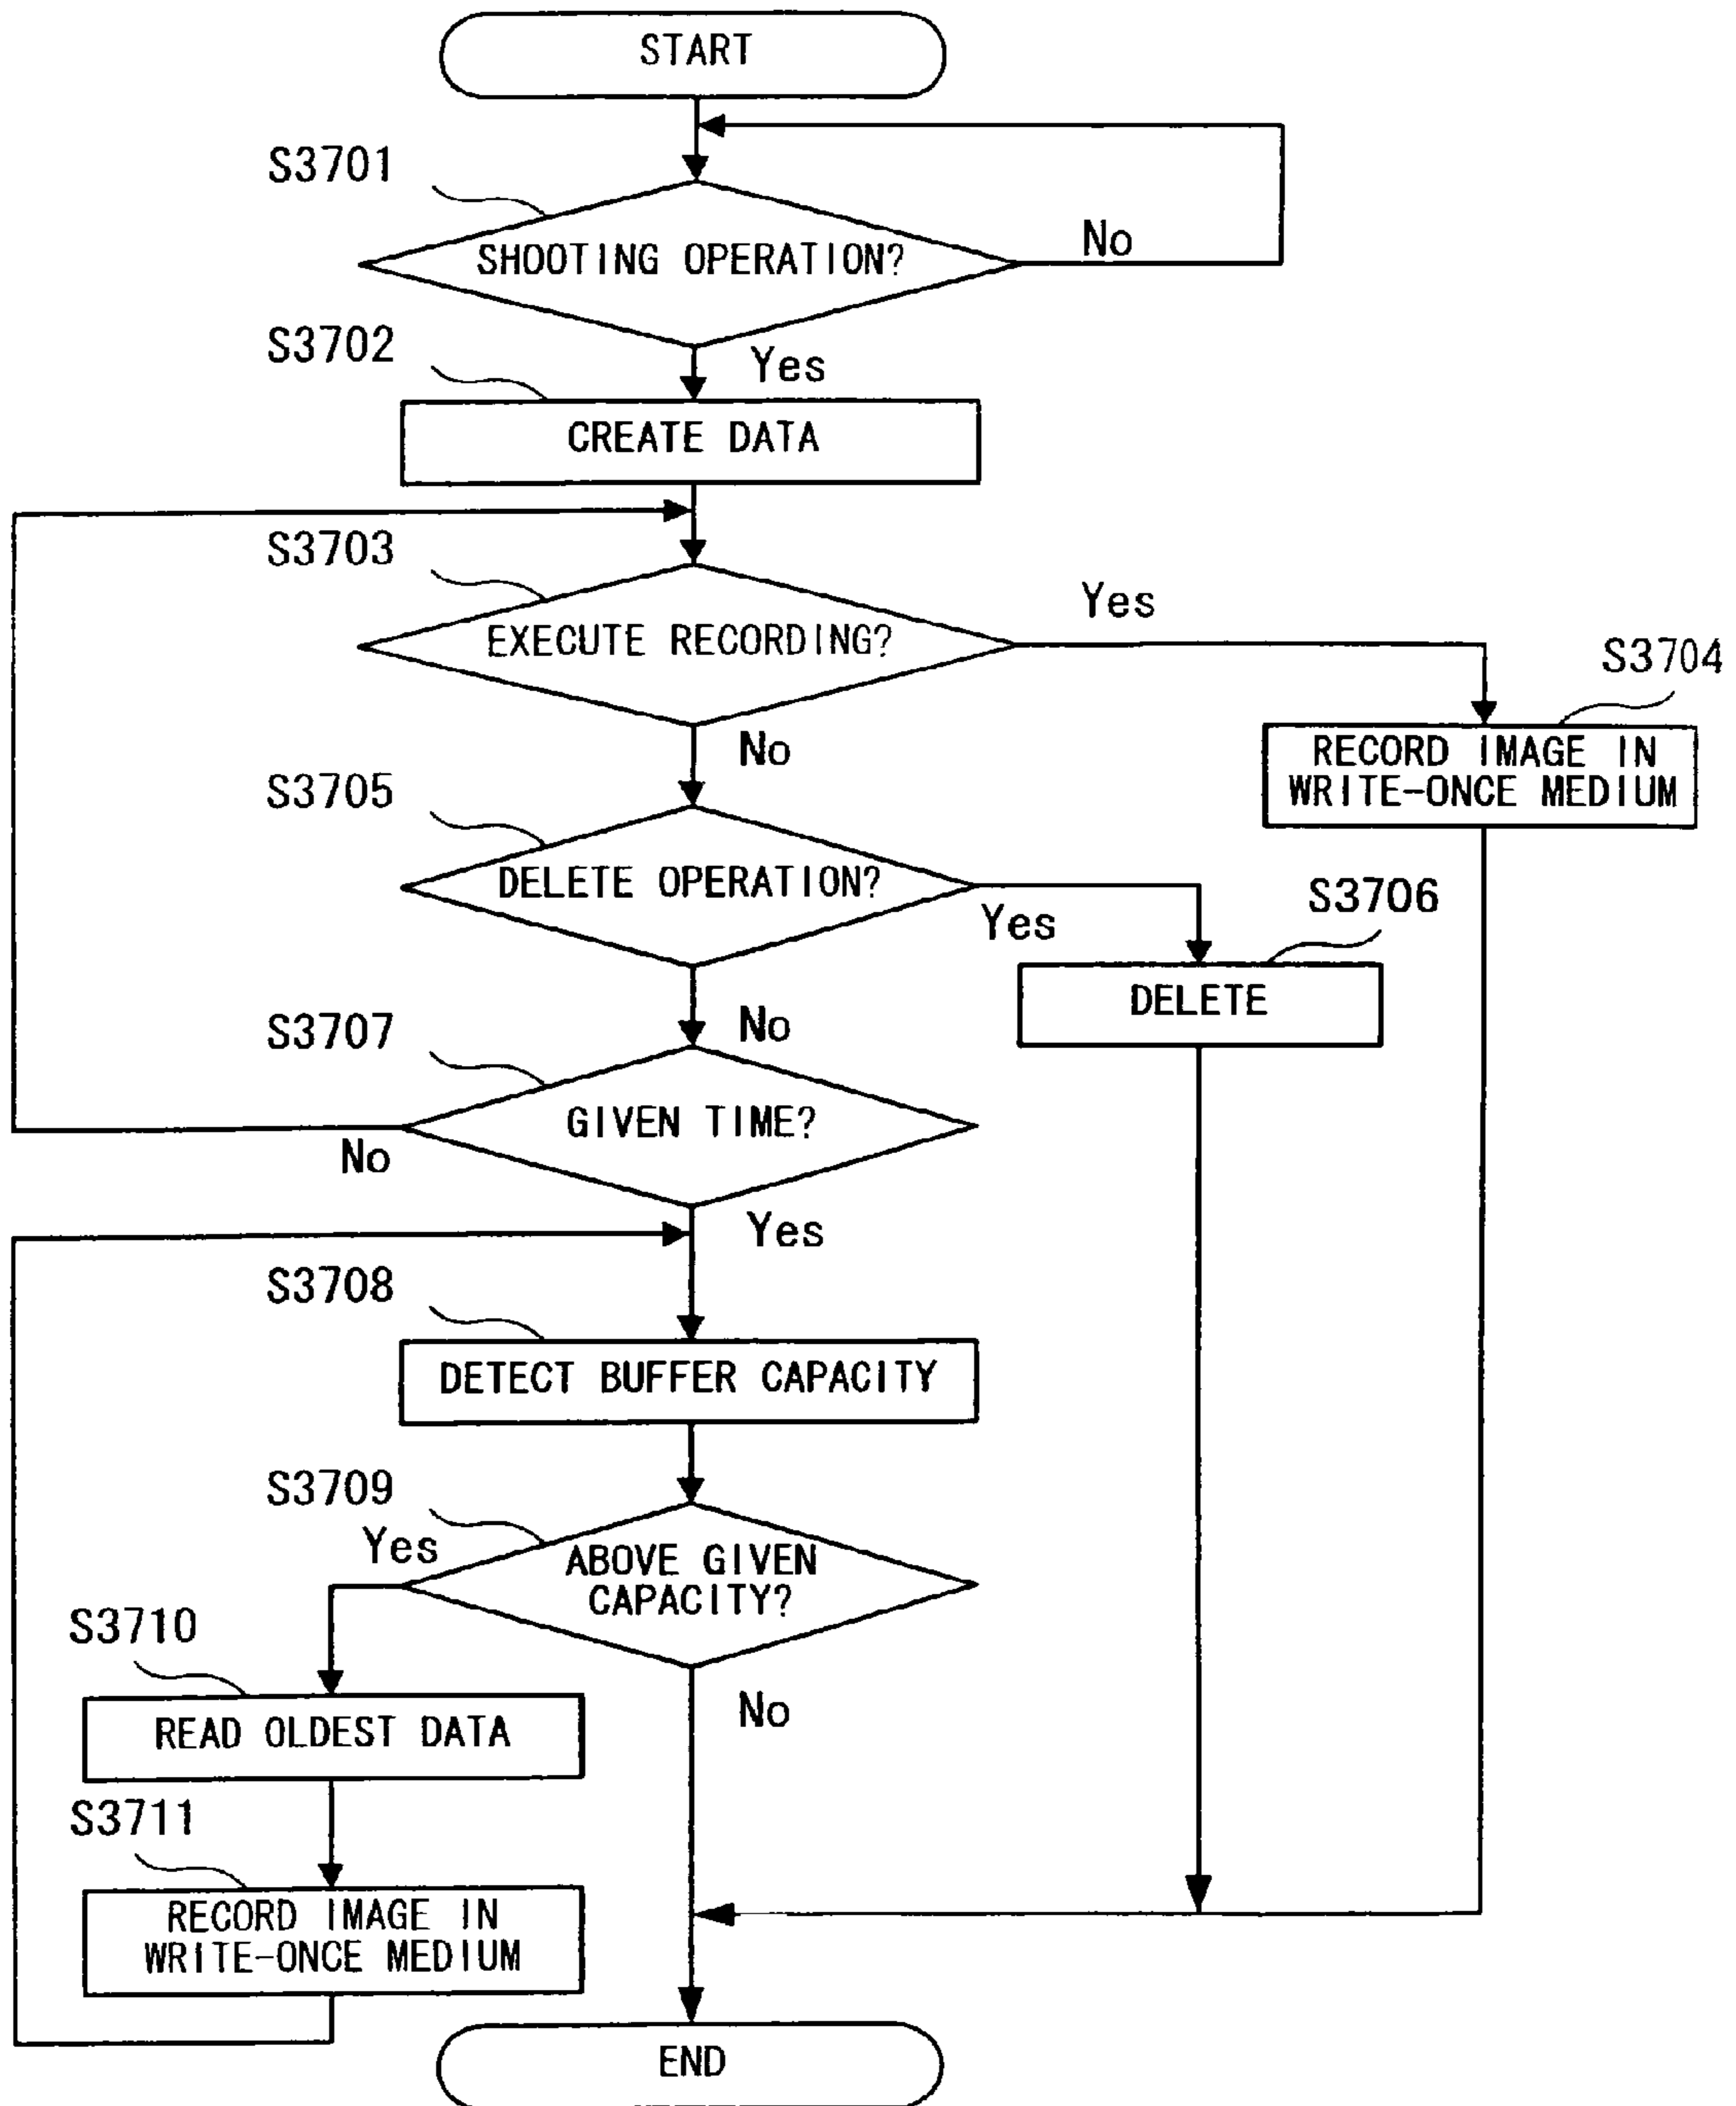 START
S3701
SHOOTING OPERATION?
No
S3702
Yes
CREATE DATA
S3703
Yes
EXECUTE RECORDING?
S3704
No
RECORD IMAGE IN
WRITE-ONCE MEDIUM
S3705
DELETE OPERATION?
Yes
S3706
DELETE
No
S3707
GIVEN TIME?
No
Yes
S3708
DETECT BUFFER CAPACITY
S3709
Yes
ABOVE GIVEN
CAPACITY?
S3710
No
READ OLDEST DATA
S3711
RECORD IMAGE IN
WRITE-ONCE MEDIUM
END